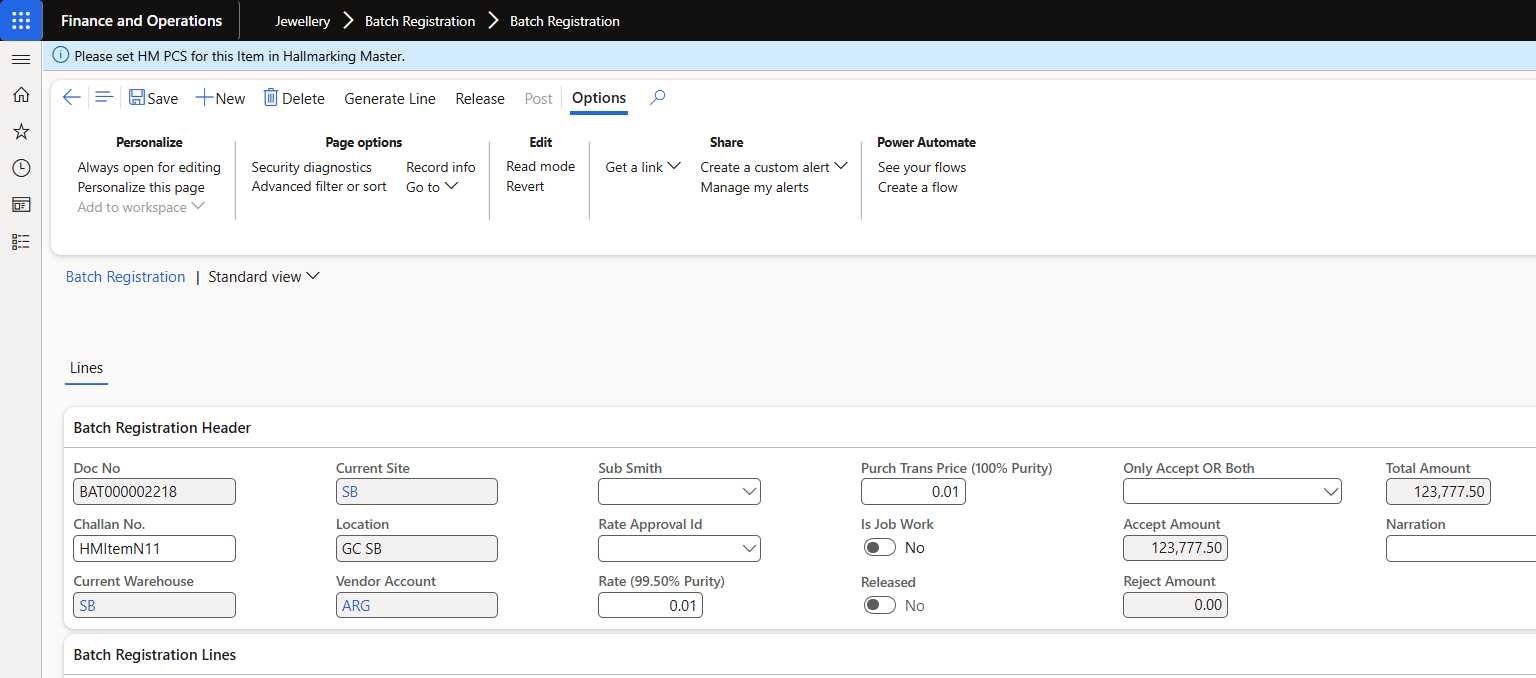 Finance and Operations
Jewellery
Batch Registration
Batch Registration
Please set HM PCS for this Item in Hallmarking Master.
Save
New
Delete
Generate Line
Release
Post
Options
Personalize
Always open for editing
Personalize this page
Add to workspace
Page options
Security diagnostics
Advanced filter or sort
Record info
Go to
Edit
Read mode
Revert
Share
Get a link
Create a custom alert
Manage my alerts
Power Automate
See your flows
Create a flow
Batch Registration | Standard view
Lines
Batch Registration Header
Doc No
BAT000002218
Challan No.
HMItemN11
Current Warehouse
SB
Current Site
SB
Location
GC SB
Vendor Account
ARG
Sub Smith
Rate Approval Id
Rate (99.50% Purity)
0.01
Purch Trans Price (100% Purity)
0.01
Is Job Work
No
Released
No
Only Accept OR Both
Accept Amount
123,777.50
Reject Amount
0.00
Total Amount
123,777.50
Narration
Batch Registration Lines